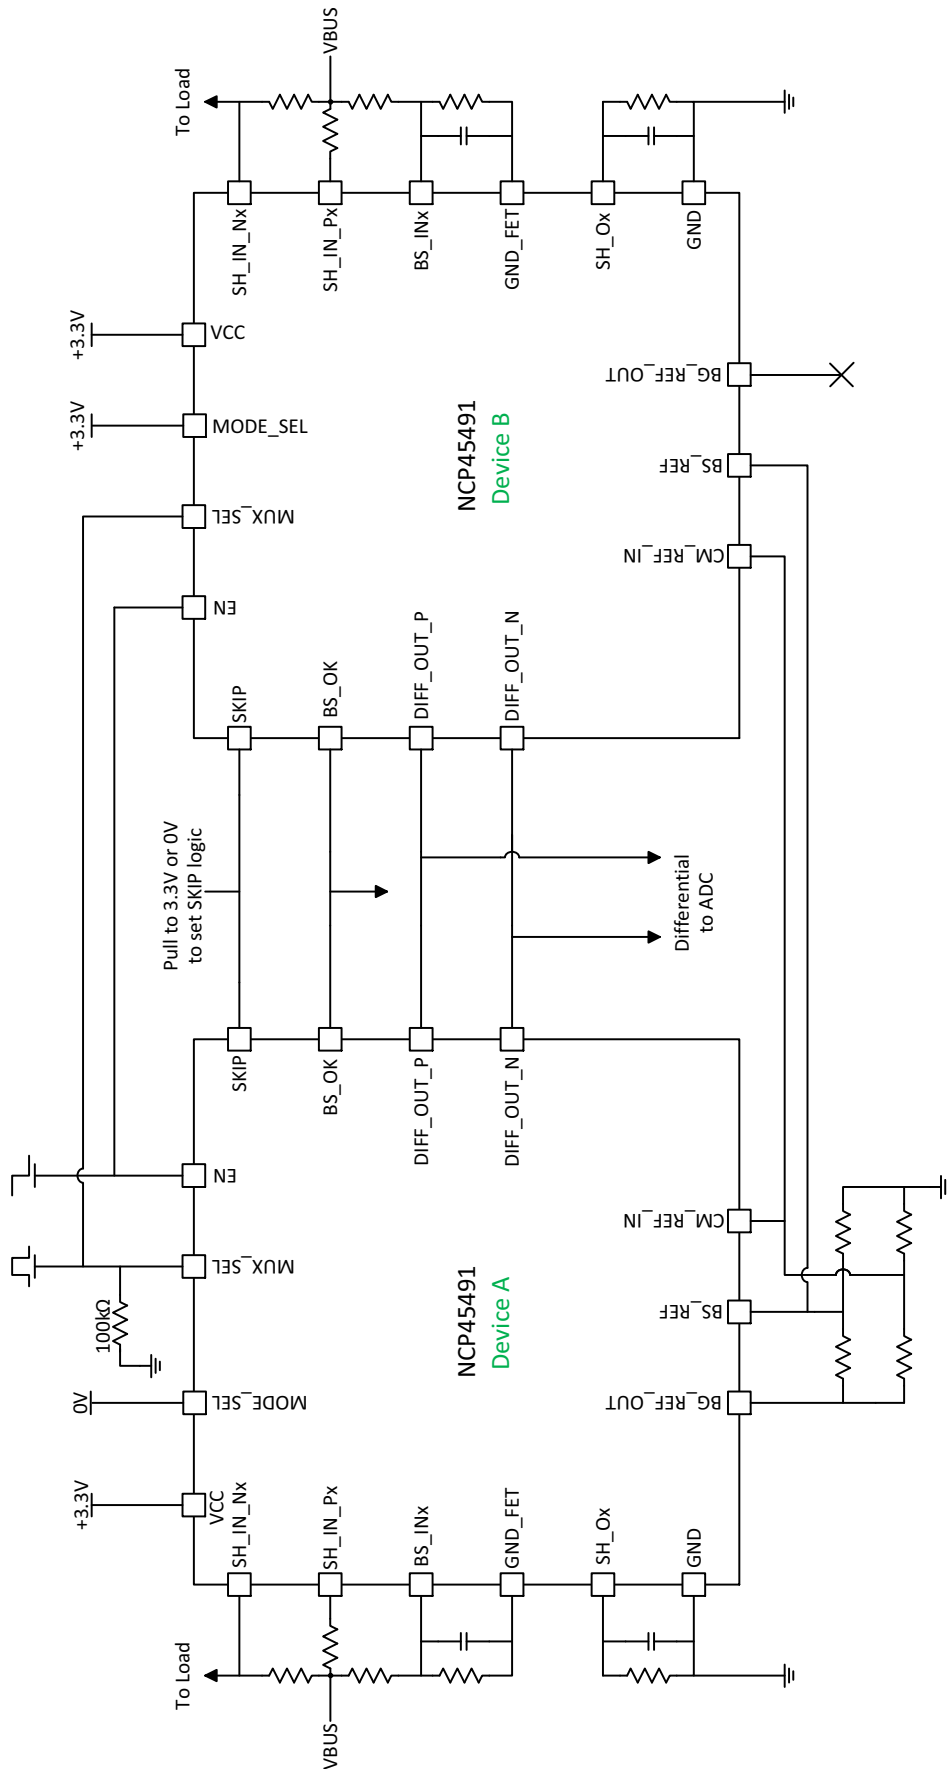 VBUS
To Load
SH_IN_Nx
SH_IN_Px
BS_INx
GND_FET
SH_Ox
GND
+3.3V
VCC
+3.3V
MODE_SEL
MUX_SEL
EN
NCP45491
Device B
BG_REF_OUT
BS_REF
CM_REF_IN
SKIP
BS_OK
DIFF_OUT_P
DIFF_OUT_N
Pull to 3.3V or 0V
to set SKIP logic
Differential
to ADC
SKIP
BS_OK
DIFF_OUT_P
DIFF_OUT_N
EN
MUX_SEL
100kΩ
0V
MODE_SEL
+3.3V
VCC
NCP45491
Device A
CM_REF_IN
BS_REF
BG_REF_OUT
SH_IN_Nx
SH_IN_Px
BS_INx
GND_FET
SH_Ox
GND
To Load
VBUS